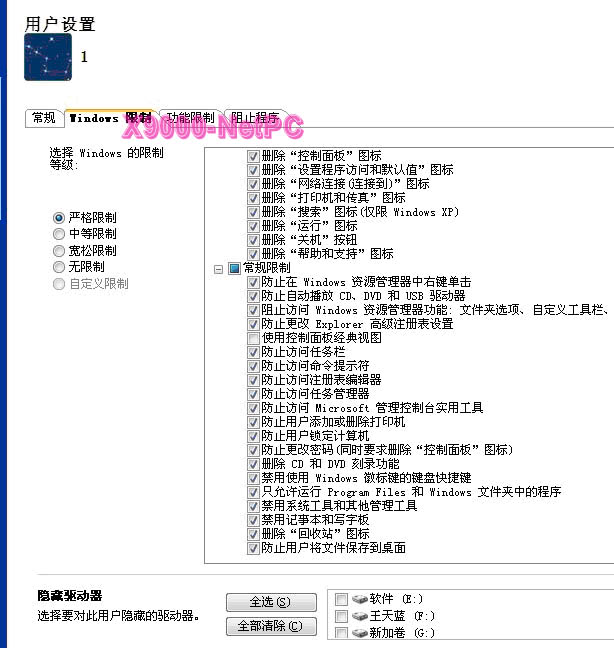 用户设置
1
常规 Windows 限制 功能限制 阻止程序
X9000-NetPC
选择 Windows 的限制
等级:
严格限制
中等限制
宽松限制
无限制
自定义限制
删除“控制面板”图标
删除“设置程序访问和默认值”图标
删除“网络连接(连接到)”图标
删除“打印机和传真”图标
删除“搜索”图标(仅限 Windows XP)
删除“运行”图标
删除“关机”按钮
删除“帮助和支持”图标
常规限制
防止在 Windows 资源管理器中右键单击
防止自动播放 CD、DVD 和 USB 驱动器
阻止访问 Windows 资源管理器功能: 文件夹选项、自定义工具栏、
防止更改 Explorer 高级注册表设置
使用控制面板经典视图
防止访问任务栏
防止访问命令提示符
防止访问注册表编辑器
防止访问任务管理器
防止访问 Microsoft 管理控制台实用工具
防止用户添加或删除打印机
防止用户锁定计算机
防止更改密码(同时要求删除“控制面板”图标)
删除 CD 和 DVD 刻录功能
禁用使用 Windows 徽标键的键盘快捷键
只允许运行 Program Files 和 Windows 文件夹中的程序
禁用系统工具和其他管理工具
禁用记事本和写字板
删除“回收站”图标
防止用户将文件保存到桌面
隐藏驱动器
选择要对此用户隐藏的驱动器。
全选(S)
全部清除(C)
软件 (E:)
王天蓝 (F:)
新加卷 (G:)